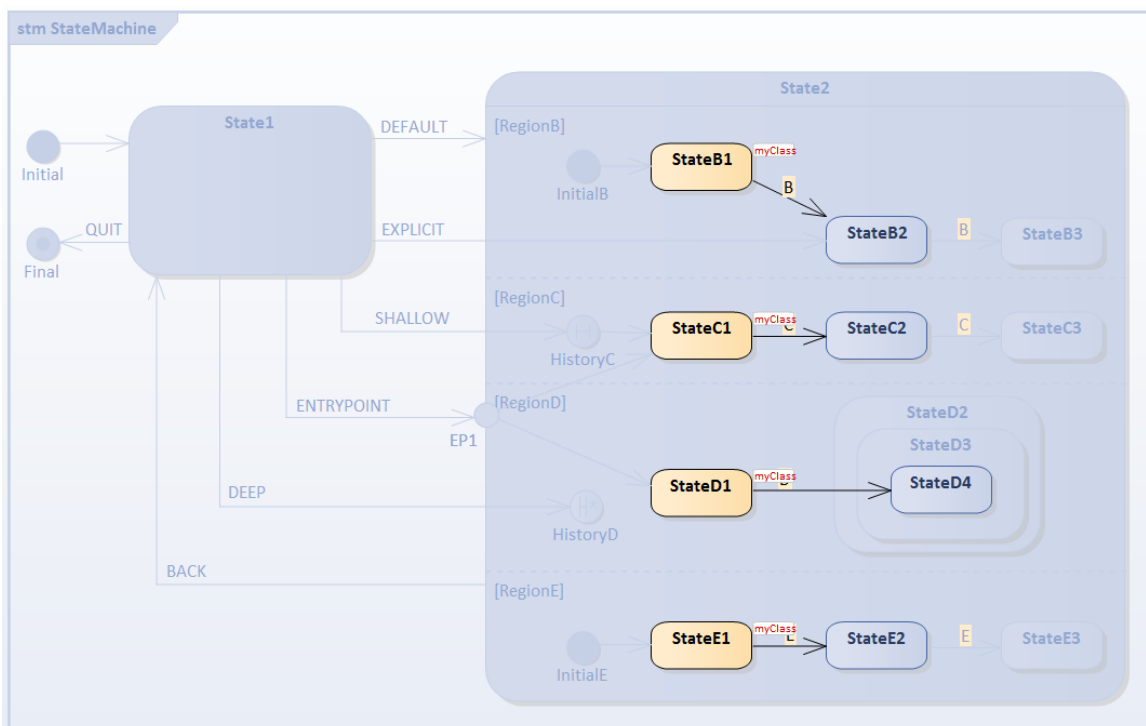 stm StateMachine
State2
State1
DEFAULT
[RegionB]
StateB1
myClass
Initial
InitialB
B
QUIT
EXPLICIT
StateB2
B
StateB3
Final
[RegionC]
SHALLOW
StateC1
myClass
C
StateC2
C
StateC3
HistoryC
ENTRYPOINT
[RegionD]
StateD2
EP1
StateD3
StateD1
myClass
StateD4
DEEP
HistoryD
BACK
[RegionE]
StateE1
myClass
StateE2
E
StateE3
InitialE